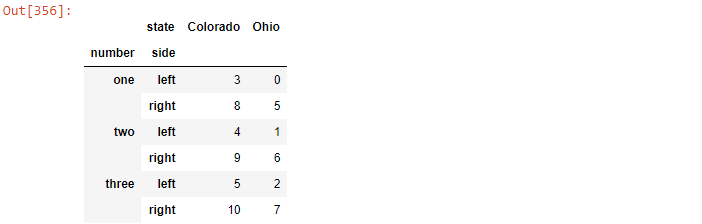 Out[356]:
state Colorado Ohio
number side
one left 3 0
right 8 5
two left 4 1
right 9 6
three left 5 2
right 10 7